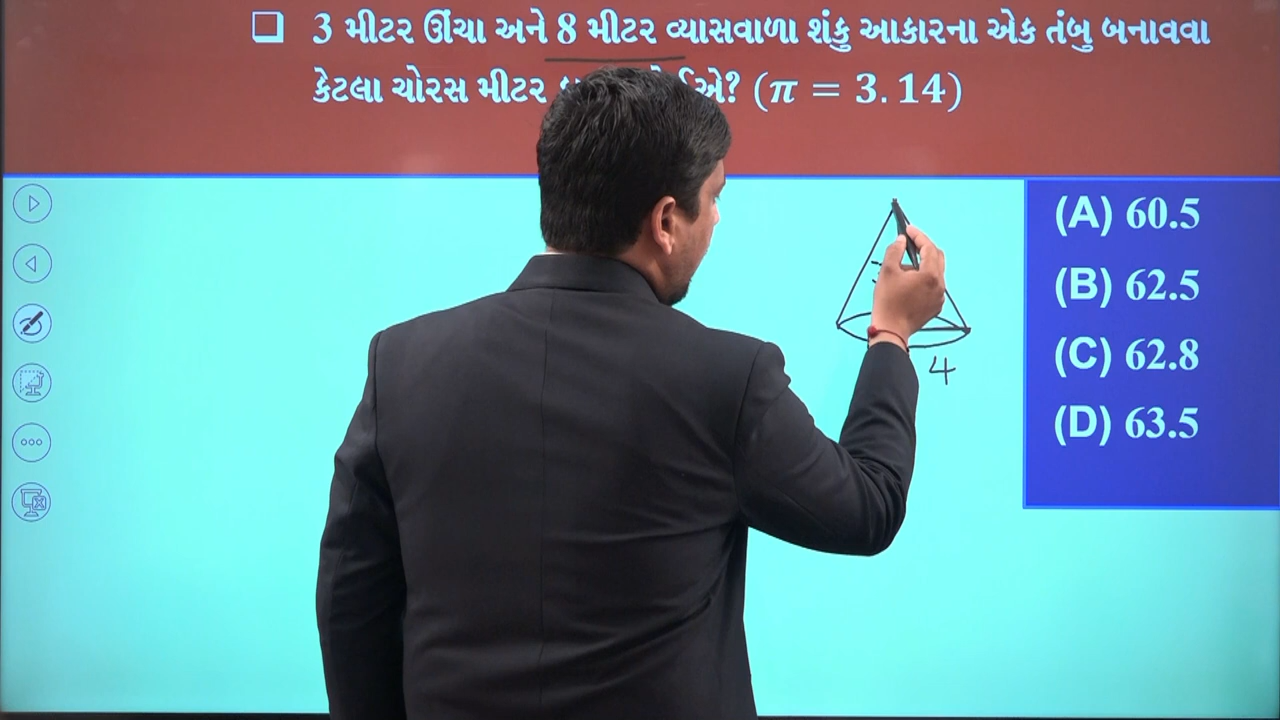 3 મીટર ઊંચા અને 8 મીટર વ્યાસવાળા શંકુ આકારના એક તંબુ બનાવવા
કેટલા ચોરસ મીટર (π = 3.14)
(A) 60.5
(B) 62.5
(C) 62.8
(D) 63.5
4